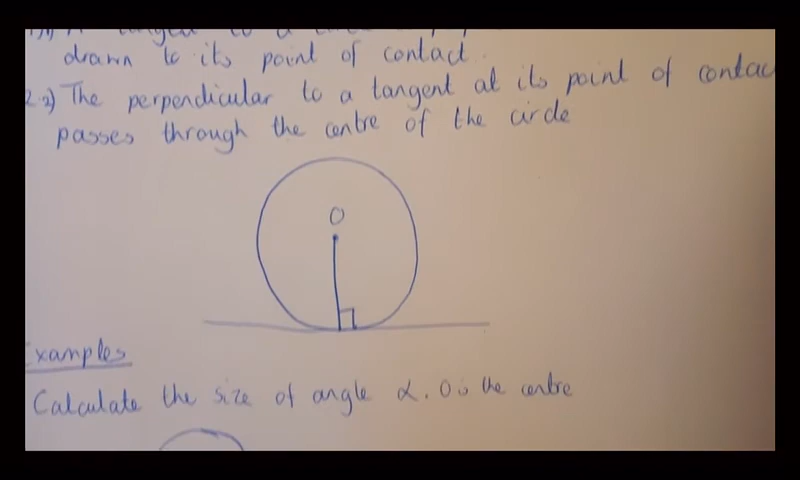 drawn to its point of contact.
2.2) The perpendicular to a tangent at its point of contac
passes through the centre of the circle
O
Examples
Calculate the size of angle α. O is the centre